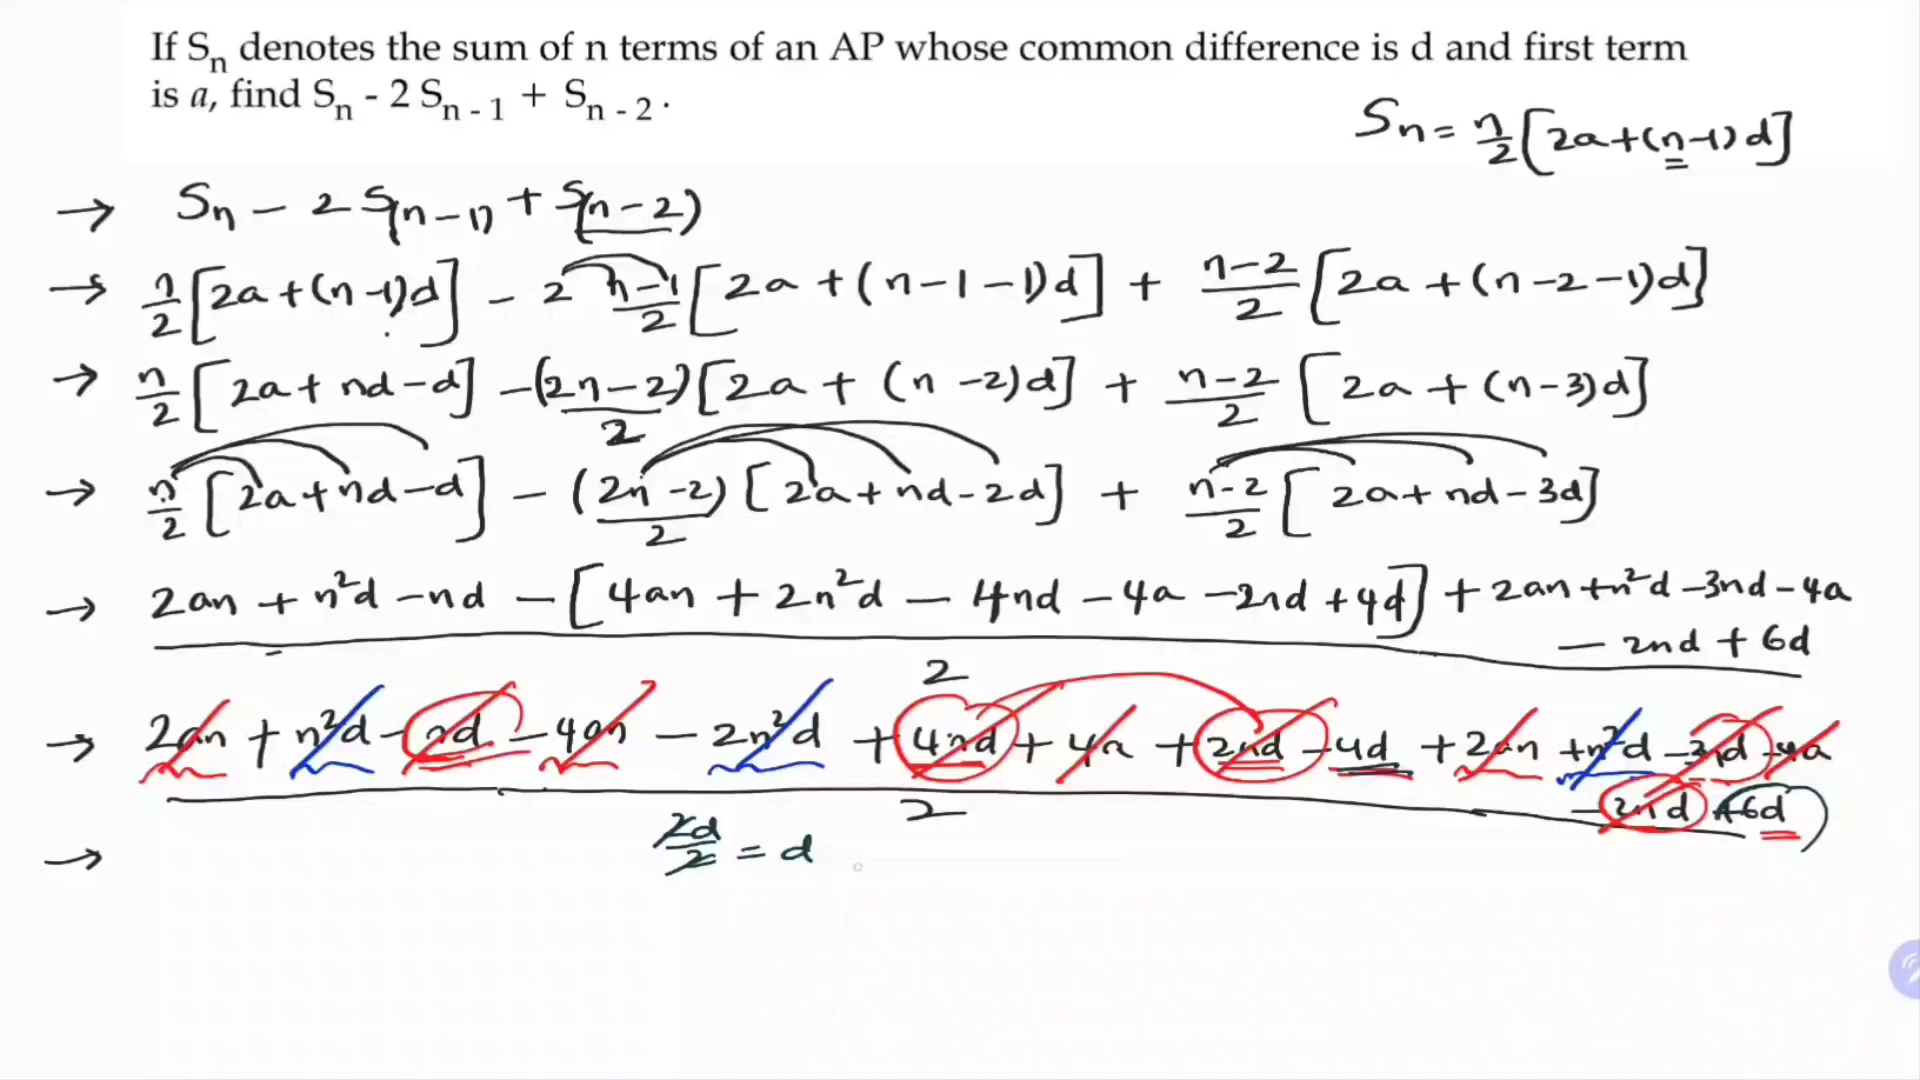 If Sn denotes the sum of n terms of an AP whose common difference is d and first term
is a, find Sn - 2 Sn - 1 + Sn - 2 .
Sn = n/2 [2a+(n-1)d]
→ Sn - 2 S(n-1) + S(n-2)
→ n/2 [2a+(n-1)d] - 2 n-1/2 [2a+(n-1-1)d] + n-2/2 [2a+(n-2-1)d]
→ n/2 [2a+nd-d] - (2n-2)/2 [2a+(n-2)d] + n-2/2 [2a+(n-3)d]
→ n/2 [2a+nd-d] - (2n-2)/2 [2a+nd-2d] + n-2/2 [2a+nd-3d]
→ 2an + n²d - nd - [4an + 2n²d - 4nd - 4a - 2nd + 4d] + 2an + n²d - 3nd - 4a
- 2nd + 6d
2
→ 2an + n²d - nd - 4an - 2n²d + 4nd + 4a + 2nd - 4d + 2an + n²d - 3nd - 4a
- 2nd + 6d
2
→ 2d/2 = d